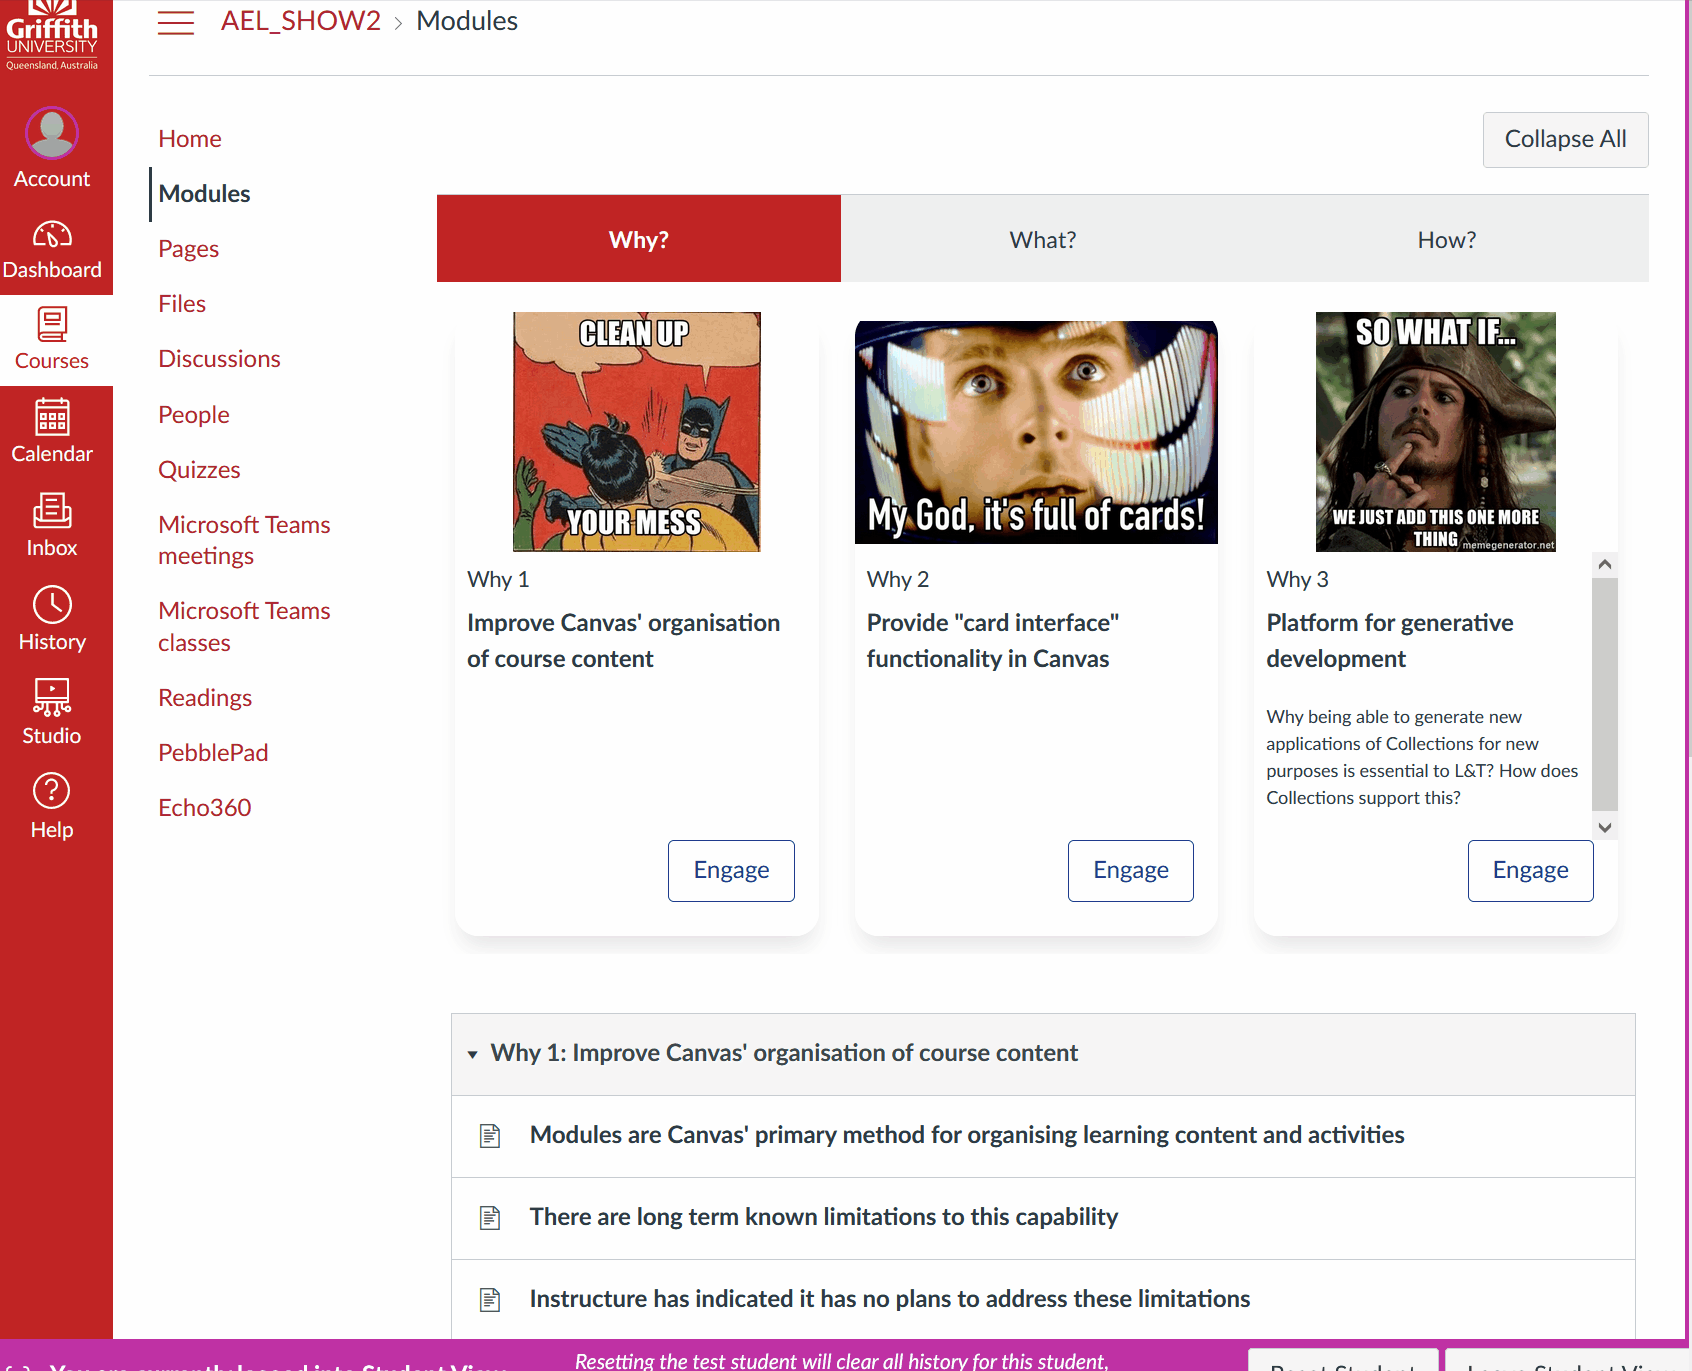 Griffith
UNIVERSITY
Queensland, Australia
AEL_SHOW2 > Modules
Account
Dashboard
Courses
Calendar
Inbox
History
Studio
Help
Home
Modules
Pages
Files
Discussions
People
Quizzes
Microsoft Teams
meetings
Microsoft Teams
classes
Readings
PebblePad
Echo360
Collapse All
Why?
What?
How?
CLEAN UP
YOUR MESS
Why 1
Improve Canvas' organisation
of course content
Engage
My God, it's full of cards!
Why 2
Provide "card interface"
functionality in Canvas
Engage
SO WHAT IF...
WE JUST ADD THIS ONE MORE
THING memegenerator.net
Why 3
Platform for generative
development
Why being able to generate new
applications of Collections for new
purposes is essential to L&T? How does
Collections support this?
Engage
Why 1: Improve Canvas' organisation of course content
Modules are Canvas' primary method for organising learning content and activities
There are long term known limitations to this capability
Instructure has indicated it has no plans to address these limitations
You are currently logged into Student View
Resetting the test student will clear all history for this student,
Reset Student
Leave Student View